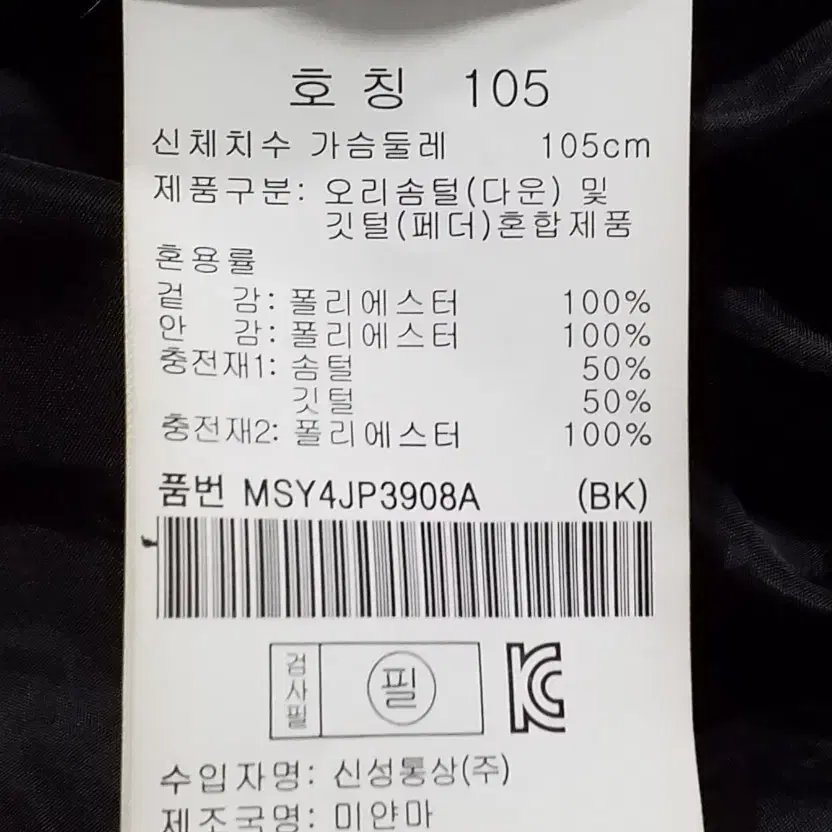 호 칭 105
신체치수 가슴둘레 105cm
제품구분: 오리솜털(다운) 및
깃털(페더)혼합제품
혼용률
겉 감: 폴리에스터 100%
안 감: 폴리에스터 100%
충전재1: 솜털 50%
깃털 50%
충전재2: 폴리에스터 100%
품번 MSY4JP3908A (BK)
검사필 필 KC
수입자명: 신성통상(주)
제조국명: 미얀마